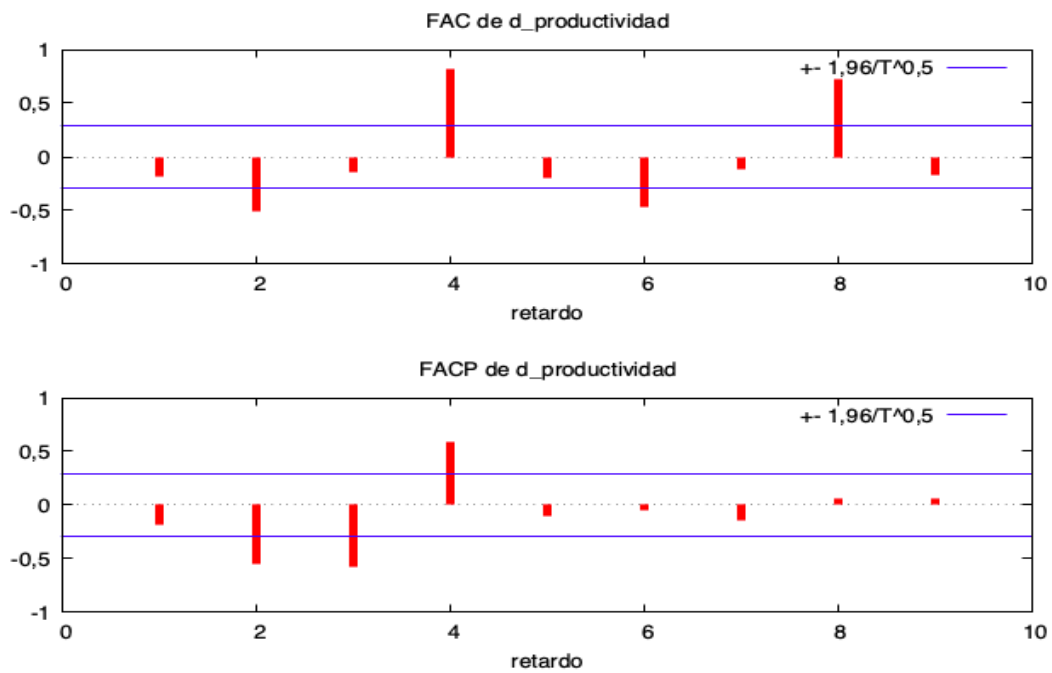 FAC de d_productividad
+- 1,96/T^0,5
1
0,5
0
-0,5
-1
0 2 4 6 8 10
retardo
FACP de d_productividad
+- 1,96/T^0,5
1
0,5
0
-0,5
-1
0 2 4 6 8 10
retardo